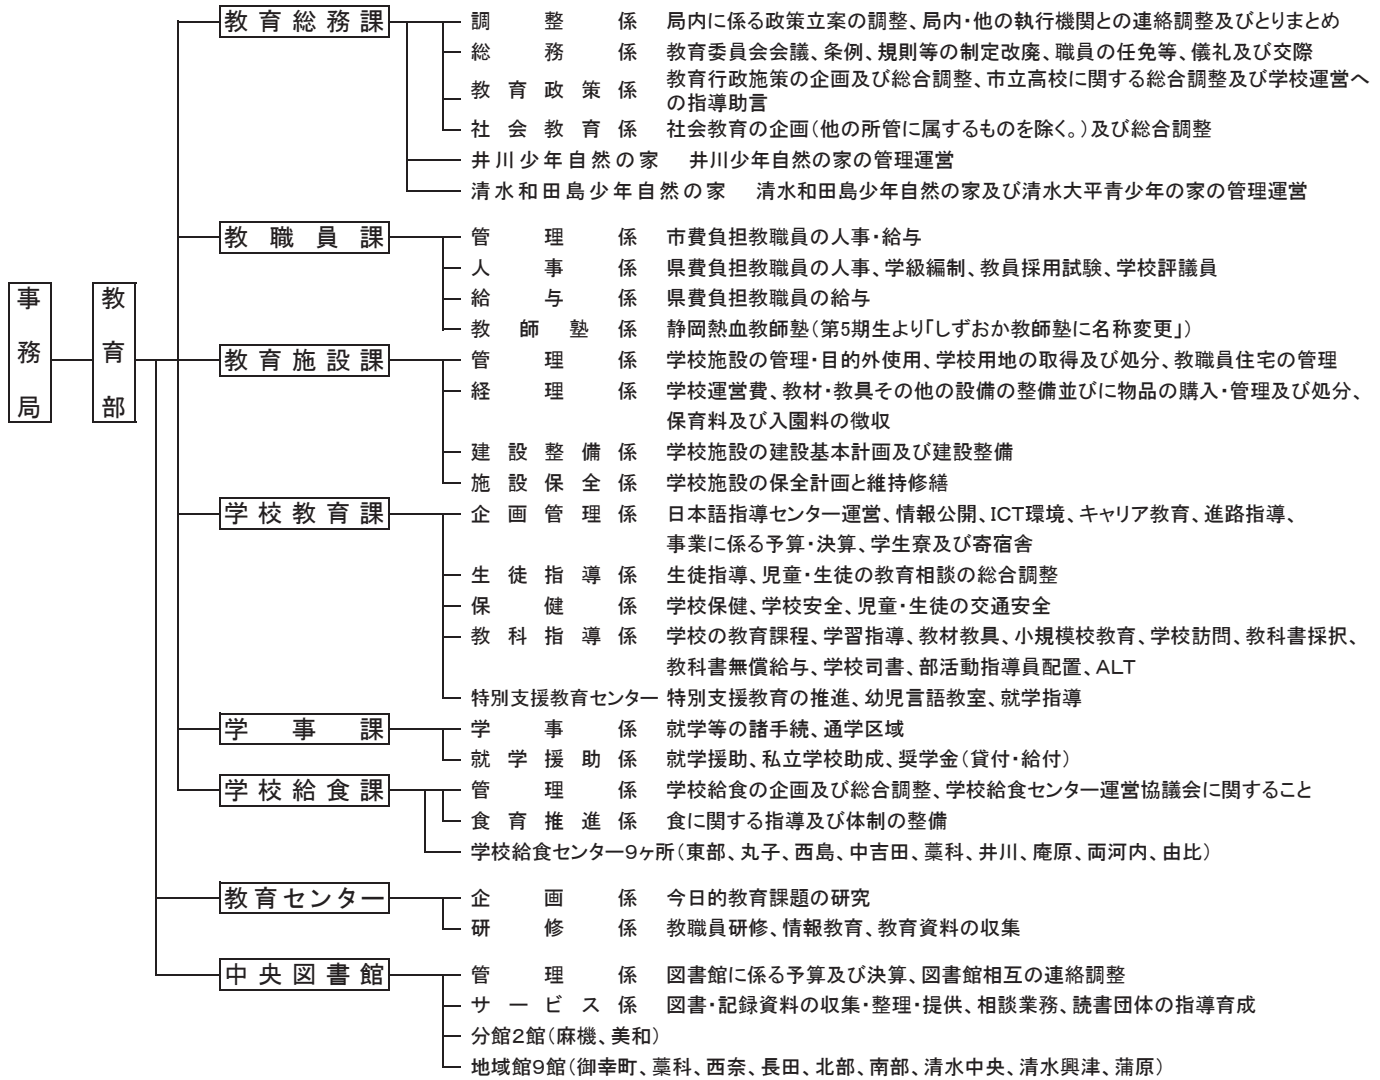 事務局
教育部
教育総務課
調整係 局内に係る政策立案の調整、局内・他の執行機関との連絡調整及びとりまとめ
総務係 教育委員会会議、条例、規則等の制定改廃、職員の任免等、儀礼及び交際
教育政策係 教育行政施策の企画及び総合調整、市立高校に関する総合調整及び学校運営へ
の指導助言
社会教育係 社会教育の企画(他の所管に属するものを除く。)及び総合調整
井川少年自然の家 井川少年自然の家の管理運営
清水和田島少年自然の家 清水和田島少年自然の家及び清水大平青少年の家の管理運営
教職員課
管理係 市費負担教職員の人事・給与
人事係 県費負担教職員の人事、学級編制、教員採用試験、学校評議員
給与係 県費負担教職員の給与
教師塾係 静岡熱血教師塾(第5期生より「しずおか教師塾に名称変更」)
教育施設課
管理係 学校施設の管理・目的外使用、学校用地の取得及び処分、教職員住宅の管理
経理係 学校運営費、教材・教具その他の設備の整備並びに物品の購入・管理及び処分、
保育料及び入園料の徴収
建設整備係 学校施設の建設基本計画及び建設整備
施設保全係 学校施設の保全計画と維持修繕
学校教育課
企画管理係 日本語指導センター運営、情報公開、ICT環境、キャリア教育、進路指導、
事業に係る予算・決算、学生寮及び寄宿舎
生徒指導係 生徒指導、児童・生徒の教育相談の総合調整
保健係 学校保健、学校安全、児童・生徒の交通安全
教科指導係 学校の教育課程、学習指導、教材教具、小規模校教育、学校訪問、教科書採択、
教科書無償給与、学校司書、部活動指導員配置、ALT
特別支援教育センター 特別支援教育の推進、幼児言語教室、就学指導
学事課
学事係 就学等の諸手続、通学区域
就学援助係 就学援助、私立学校助成、奨学金(貸付・給付)
学校給食課
管理係 学校給食の企画及び総合調整、学校給食センター運営協議会に関すること
食育推進係 食に関する指導及び体制の整備
学校給食センター9ヶ所(東部、丸子、西島、中吉田、藁科、井川、庵原、両河内、由比)
教育センター
企画係 今日的教育課題の研究
研修係 教職員研修、情報教育、教育資料の収集
中央図書館
管理係 図書館に係る予算及び決算、図書館相互の連絡調整
サービス係 図書・記録資料の収集・整理・提供、相談業務、読書団体の指導育成
分館2館(麻機、美和)
地域館9館(御幸町、藁科、西奈、長田、北部、南部、清水中央、清水興津、蒲原)